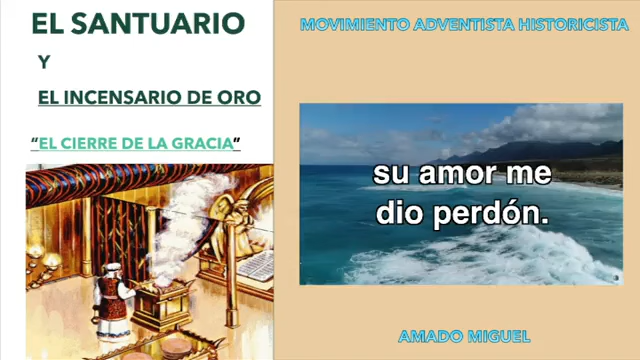 EL SANTUARIO
Y
EL INCENSARIO DE ORO
“EL CIERRE DE LA GRACIA”
MOVIMIENTO ADVENTISTA HISTORICISTA
su amor me
dio perdón.
AMADO MIGUEL